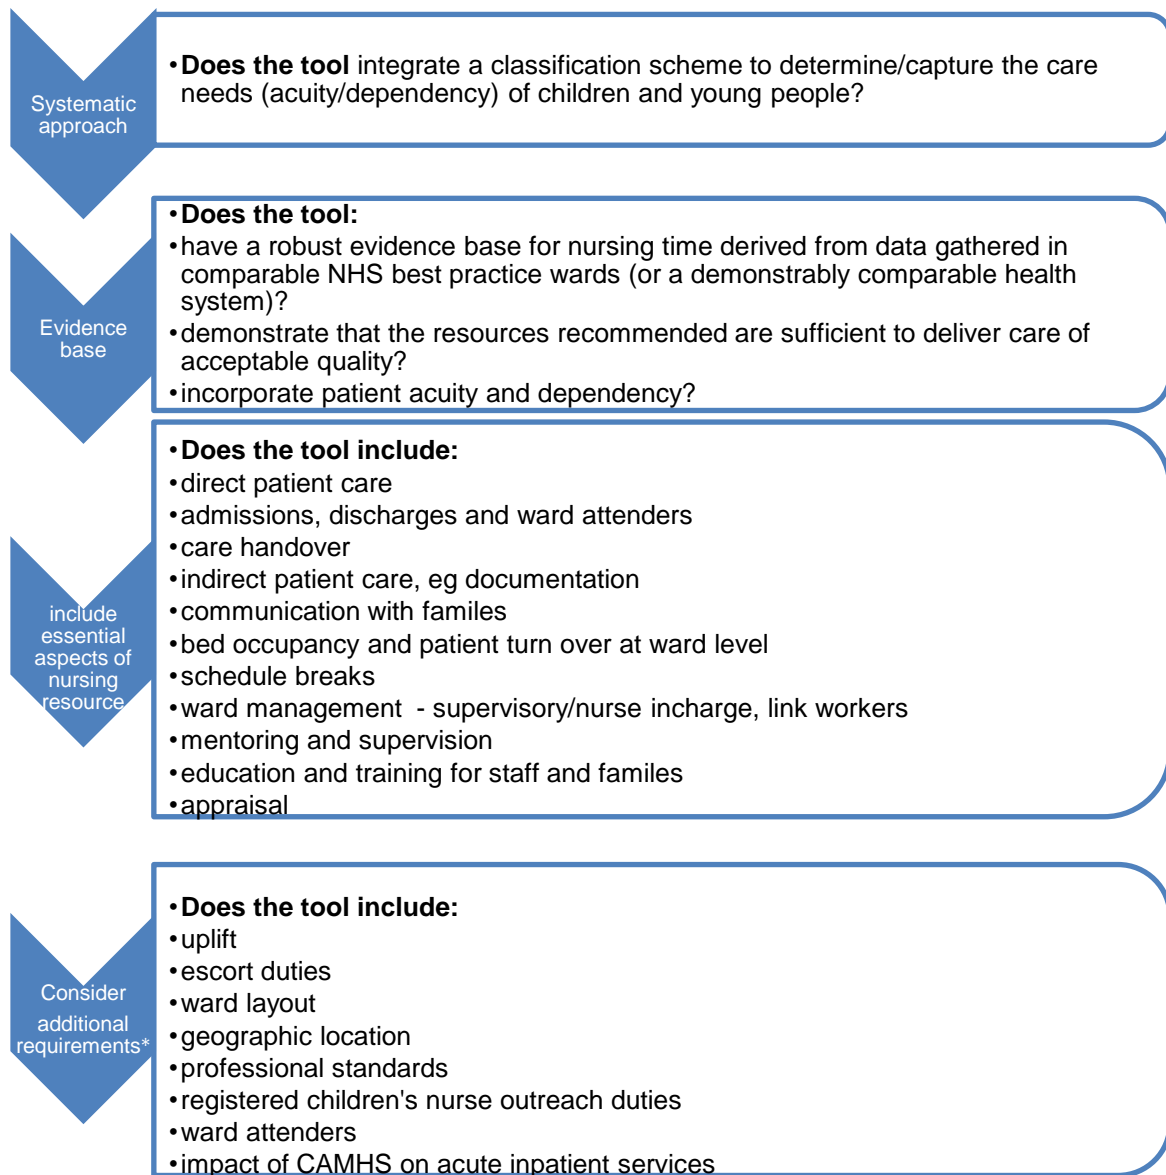 Systematic
approach
•Does the tool integrate a classification scheme to determine/capture the care
needs (acuity/dependency) of children and young people?
Evidence
base
•Does the tool:
•have a robust evidence base for nursing time derived from data gathered in
comparable NHS best practice wards (or a demonstrably comparable health
system)?
•demonstrate that the resources recommended are sufficient to deliver care of
acceptable quality?
•incorporate patient acuity and dependency?
include
essential
aspects of
nursing
resource
•Does the tool include:
•direct patient care
•admissions, discharges and ward attenders
•care handover
•indirect patient care, eg documentation
•communication with familes
•bed occupancy and patient turn over at ward level
•schedule breaks
•ward management - supervisory/nurse incharge, link workers
•mentoring and supervision
•education and training for staff and familes
•appraisal
Consider
additional
requirements*
•Does the tool include:
•uplift
•escort duties
•ward layout
•geographic location
•professional standards
•registered children's nurse outreach duties
•ward attenders
•impact of CAMHS on acute inpatient services